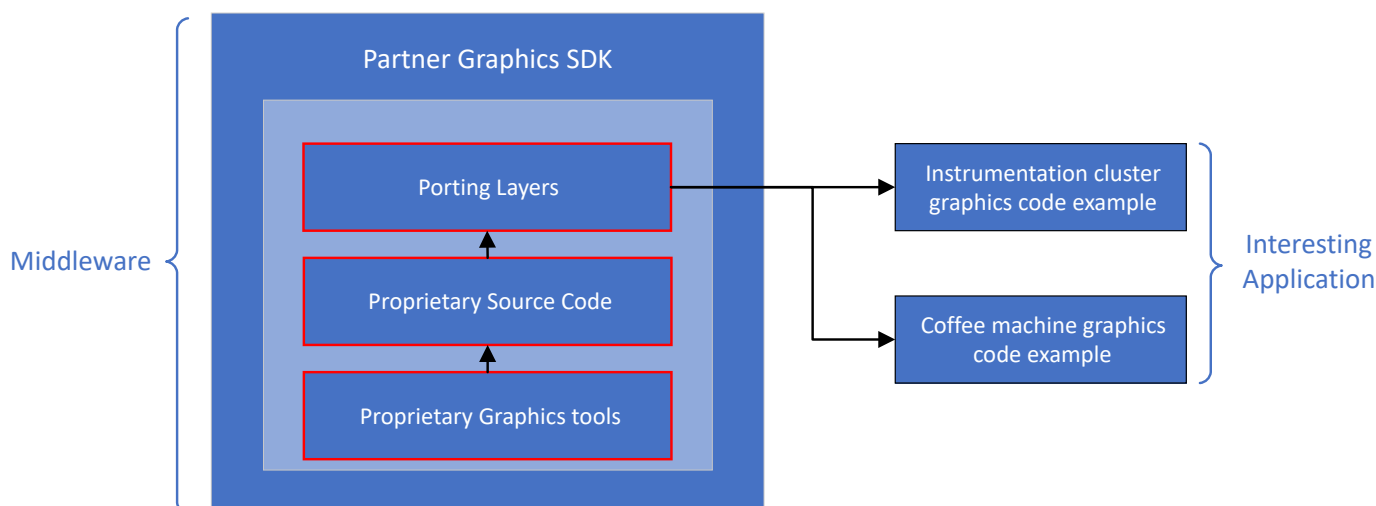 Partner Graphics SDK
Porting Layers
Proprietary Source Code
Proprietary Graphics tools
Middleware
Instrumentation cluster
graphics code example
Coffee machine graphics
code example
Interesting
Application